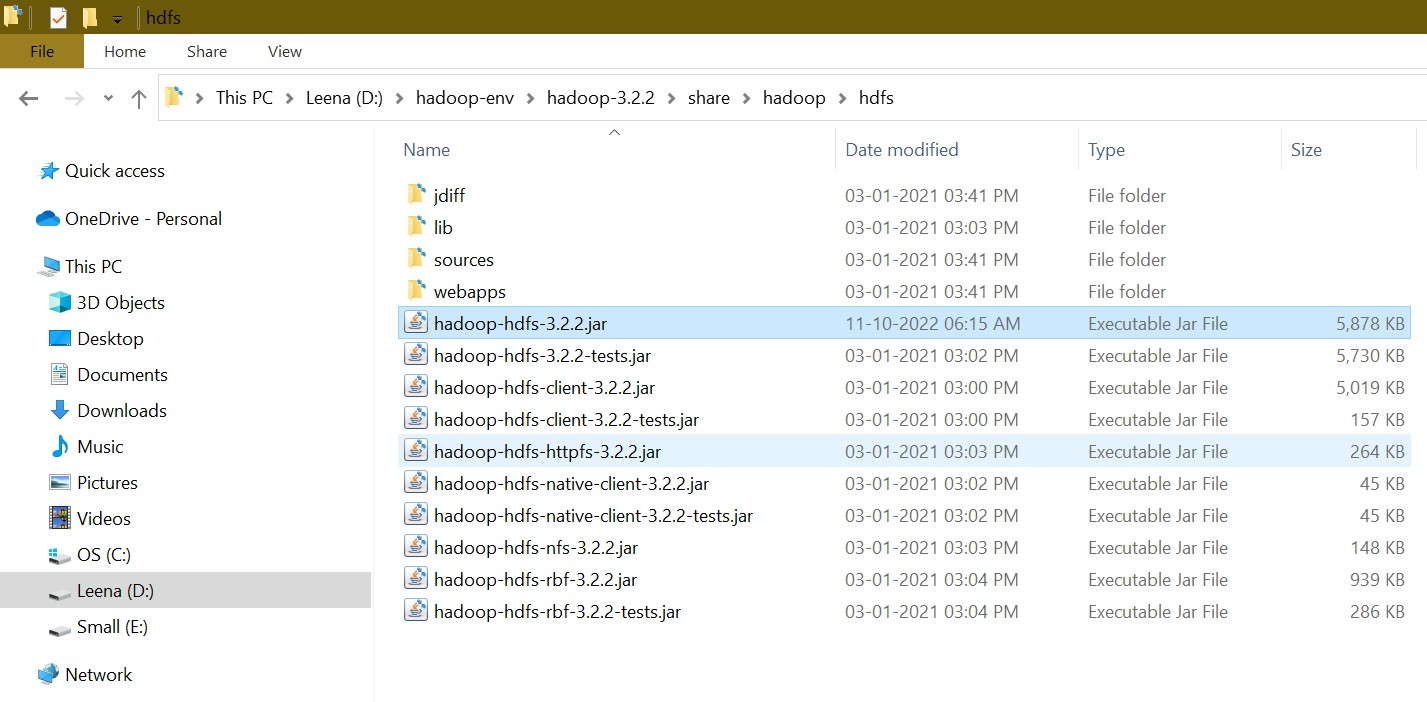 hdfs
File Home Share View
This PC Leena (D:) hadoop-env hadoop-3.2.2 share hadoop hdfs
Name Date modified Type Size
Quick access
OneDrive - Personal
This PC
3D Objects
Desktop
Documents
Downloads
Music
Pictures
Videos
OS (C:)
Leena (D:)
Small (E:)
Network
jdiff 03-01-2021 03:41 PM File folder
lib 03-01-2021 03:03 PM File folder
sources 03-01-2021 03:41 PM File folder
webapps 03-01-2021 03:41 PM File folder
hadoop-hdfs-3.2.2.jar 11-10-2022 06:15 AM Executable Jar File 5,878 KB
hadoop-hdfs-3.2.2-tests.jar 03-01-2021 03:02 PM Executable Jar File 5,730 KB
hadoop-hdfs-client-3.2.2.jar 03-01-2021 03:00 PM Executable Jar File 5,019 KB
hadoop-hdfs-client-3.2.2-tests.jar 03-01-2021 03:00 PM Executable Jar File 157 KB
hadoop-hdfs-httpfs-3.2.2.jar 03-01-2021 03:03 PM Executable Jar File 264 KB
hadoop-hdfs-native-client-3.2.2.jar 03-01-2021 03:02 PM Executable Jar File 45 KB
hadoop-hdfs-native-client-3.2.2-tests.jar 03-01-2021 03:02 PM Executable Jar File 45 KB
hadoop-hdfs-nfs-3.2.2.jar 03-01-2021 03:03 PM Executable Jar File 148 KB
hadoop-hdfs-rbf-3.2.2.jar 03-01-2021 03:04 PM Executable Jar File 939 KB
hadoop-hdfs-rbf-3.2.2-tests.jar 03-01-2021 03:04 PM Executable Jar File 286 KB